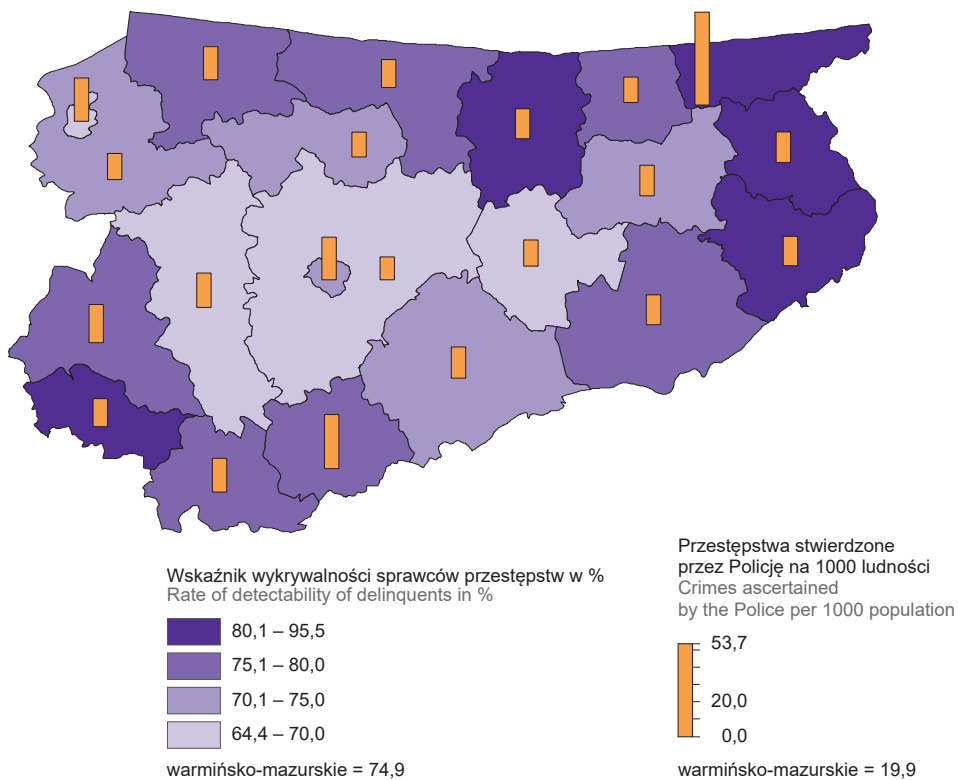 Wskaźnik wykrywalności sprawców przestępstw w %
Rate of detectability of delinquents in %
80,1 – 95,5
75,1 – 80,0
70,1 – 75,0
64,4 – 70,0
warmińsko-mazurskie = 74,9
Przestępstwa stwierdzone
przez Policję na 1000 ludności
Crimes ascertained
by the Police per 1000 population
53,7
20,0
0,0
warmińsko-mazurskie = 19,9